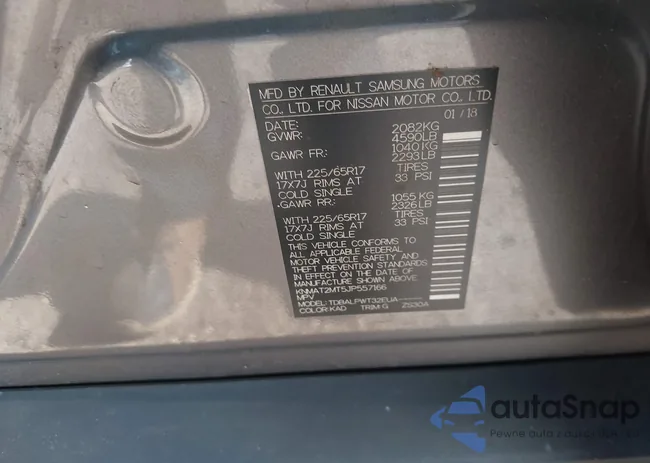 MFD BY RENAULT SAMSUNG MOTORS
CO., LTD. FOR NISSAN MOTOR CO., LTD.
DATE: 01/18
GVWR: 2082KG
4590LB
GAWR FR: 1040KG
2293LB
WITH 225/65R17 TIRES
17X7J RIMS AT 33 PSI
COLD SINGLE
GAWR RR: 1055KG
2326LB
WITH 225/65R17 TIRES
17X7J RIMS AT 33 PSI
COLD SINGLE
THIS VEHICLE CONFORMS TO
ALL APPLICABLE FEDERAL
MOTOR VEHICLE SAFETY AND
THEFT PREVENTION STANDARDS
IN EFFECT ON THE DATE OF
MANUFACTURE SHOWN ABOVE.
KNMAT2MT5JP557166
MPV
MODEL: TDBALPWT32EUA-----
COLOR: KAD TRIM: G ZS30A
autaSnap
Pewne auta z